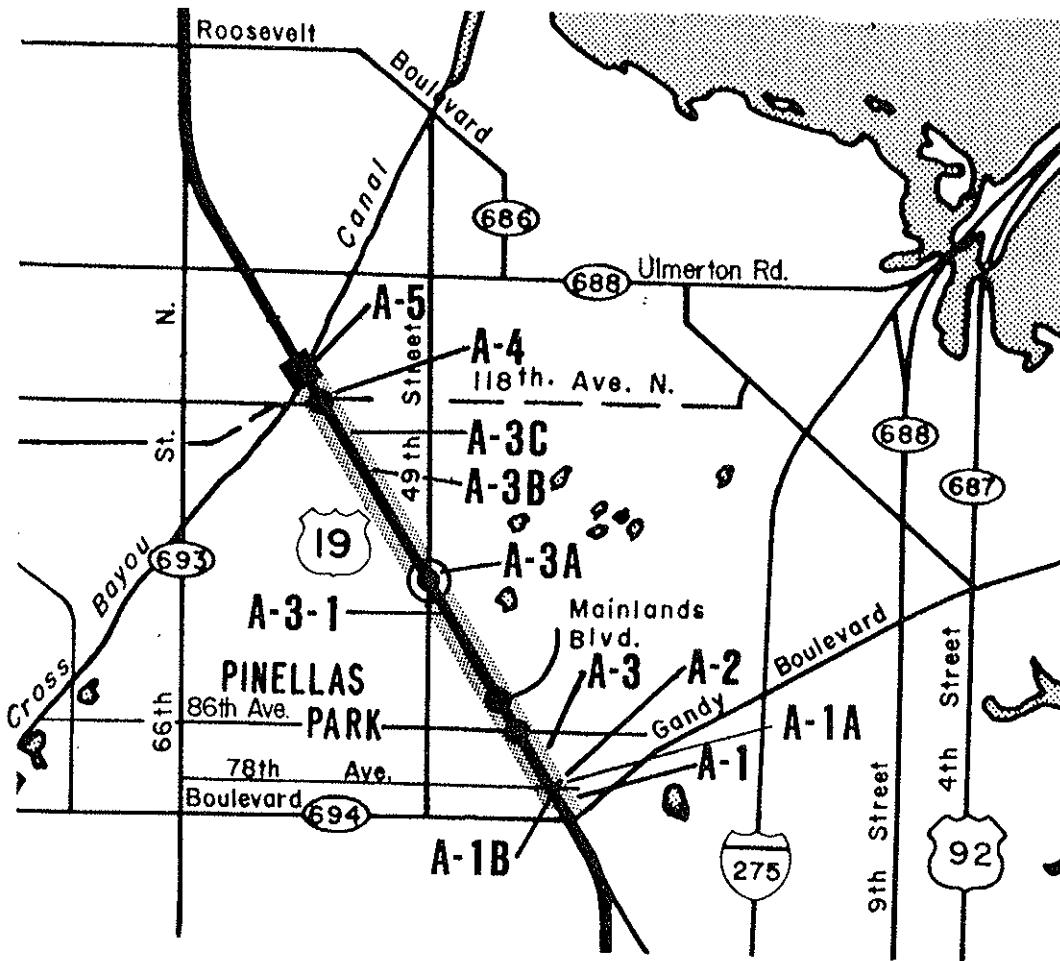 Roosevelt
Boulevard
Canal
686
688
Ulmerton Rd.
A-5
N.
Street
A-4
118th. Ave. N.
St.
49th
A-3C
A-3B
688
687
19
693
Bayou
A-3A
A-3-1
Mainlands
Blvd.
Boulevard
Cross
PINELLAS
86th Ave.
PARK
A-3
A-2
Gandy
A-1A
66th
78th Ave.
A-1
Boulevard
694
A-1B
275
9th Street
4th Street
92